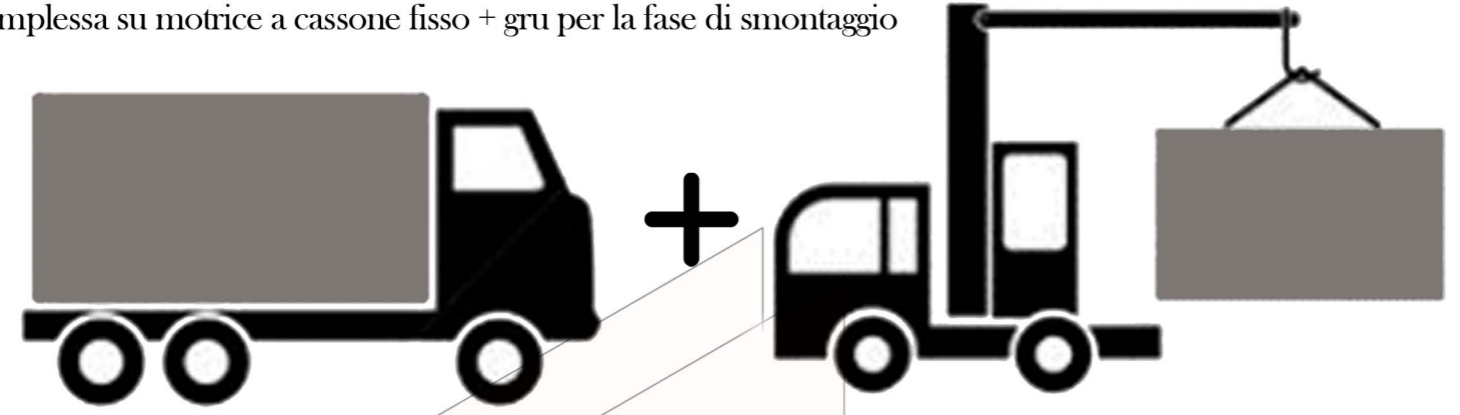 mplessa su motrice a cassone fisso + gru per la fase di smontaggio